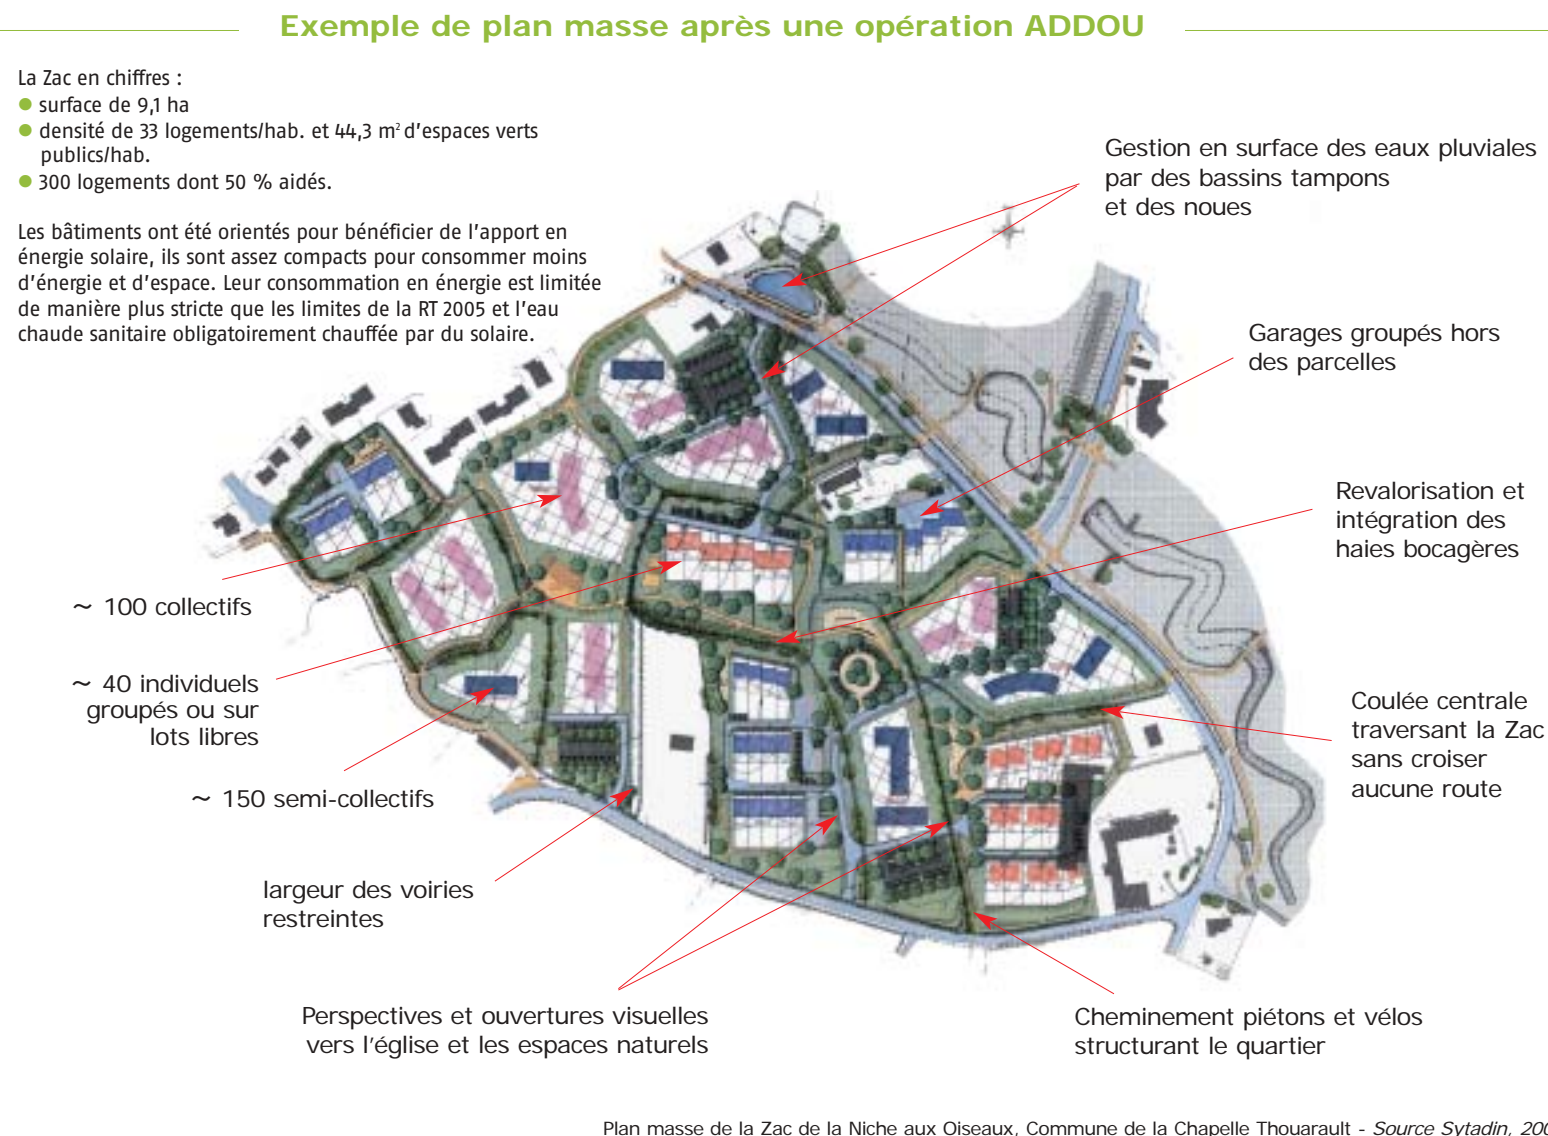 Exemple de plan masse après une opération ADDOU
La Zac en chiffres :
● surface de 9,1 ha
● densité de 33 logements/hab. et 44,3 m² d'espaces verts
publics/hab.
● 300 logements dont 50 % aidés.
Les bâtiments ont été orientés pour bénéficier de l'apport en
énergie solaire, ils sont assez compacts pour consommer moins
d'énergie et d'espace. Leur consommation en énergie est limitée
de manière plus stricte que les limites de la RT 2005 et l'eau
chaude sanitaire obligatoirement chauffée par du solaire.
Gestion en surface des eaux pluviales
par des bassins tampons
et des noues
Garages groupés hors
des parcelles
Revalorisation et
intégration des
haies bocagères
~ 100 collectifs
~ 40 individuels
groupés ou sur
lots libres
Coulée centrale
traversant la Zac
sans croiser
aucune route
~ 150 semi-collectifs
largeur des voiries
restreintes
Perspectives et ouvertures visuelles
vers l'église et les espaces naturels
Cheminement piétons et vélos
structurant le quartier
Plan masse de la Zac de la Niche aux Oiseaux, Commune de la Chapelle Thouarault - Source Sytadin,